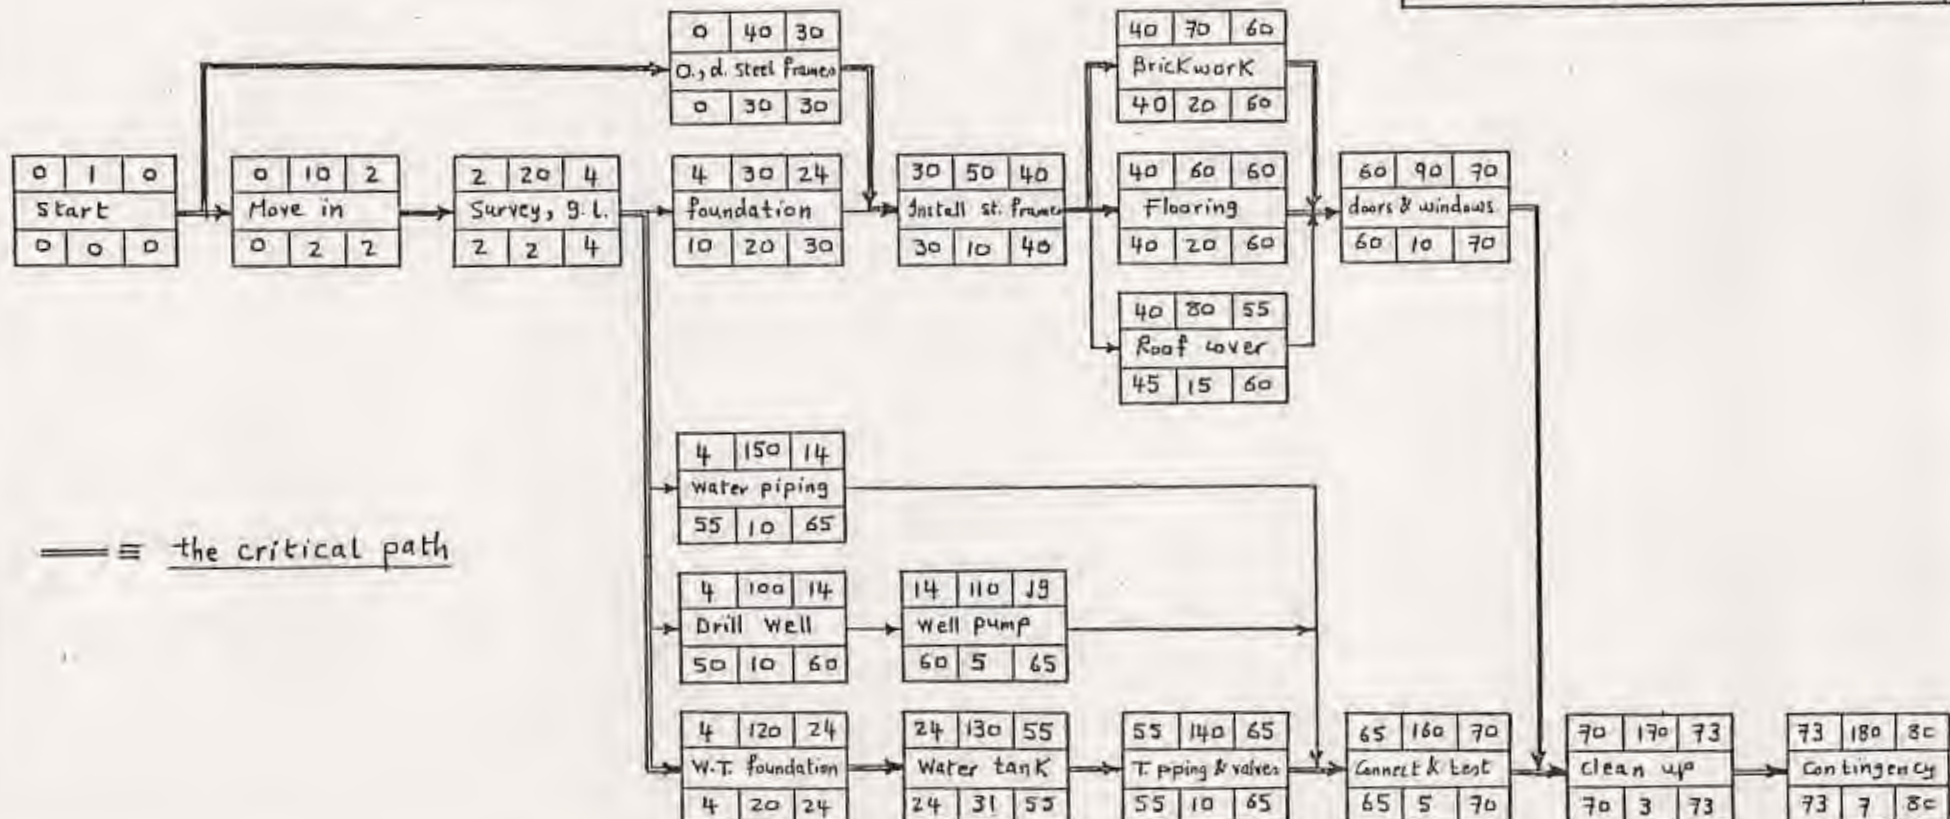 0 40 30
O., d. steel frames
0 30 30
40 70 60
Brickwork
40 20 60
0 1 0
Start
0 0 0
0 10 2
Move in
0 2 2
2 20 4
Survey, g.l.
2 2 4
4 30 24
foundation
10 20 30
30 50 40
Install st. frames
30 10 40
40 60 60
Flooring
40 20 60
60 90 70
doors & windows
60 10 70
40 80 55
Roof cover
45 15 60
4 150 14
water piping
55 10 65
≡ the critical path
4 100 14
Drill well
50 10 60
14 110 19
well pump
60 5 65
4 120 24
W.T. foundation
4 20 24
24 130 55
Water tank
24 31 55
55 140 65
T. pping & valves
55 10 65
65 160 70
Connect & test
65 5 70
70 170 73
clean up
70 3 73
73 180 80
Contingency
73 7 80